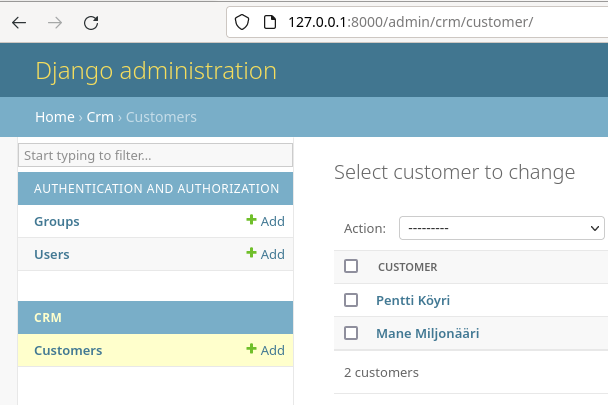 127.0.0.1:8000/admin/crm/customer/
Django administration
Home › Crm › Customers
Start typing to filter...
AUTHENTICATION AND AUTHORIZATION
Groups + Add
Users + Add
CRM
Customers + Add
Select customer to change
Action: ---------
CUSTOMER
Pentti Köyri
Mane Miljonääri
2 customers